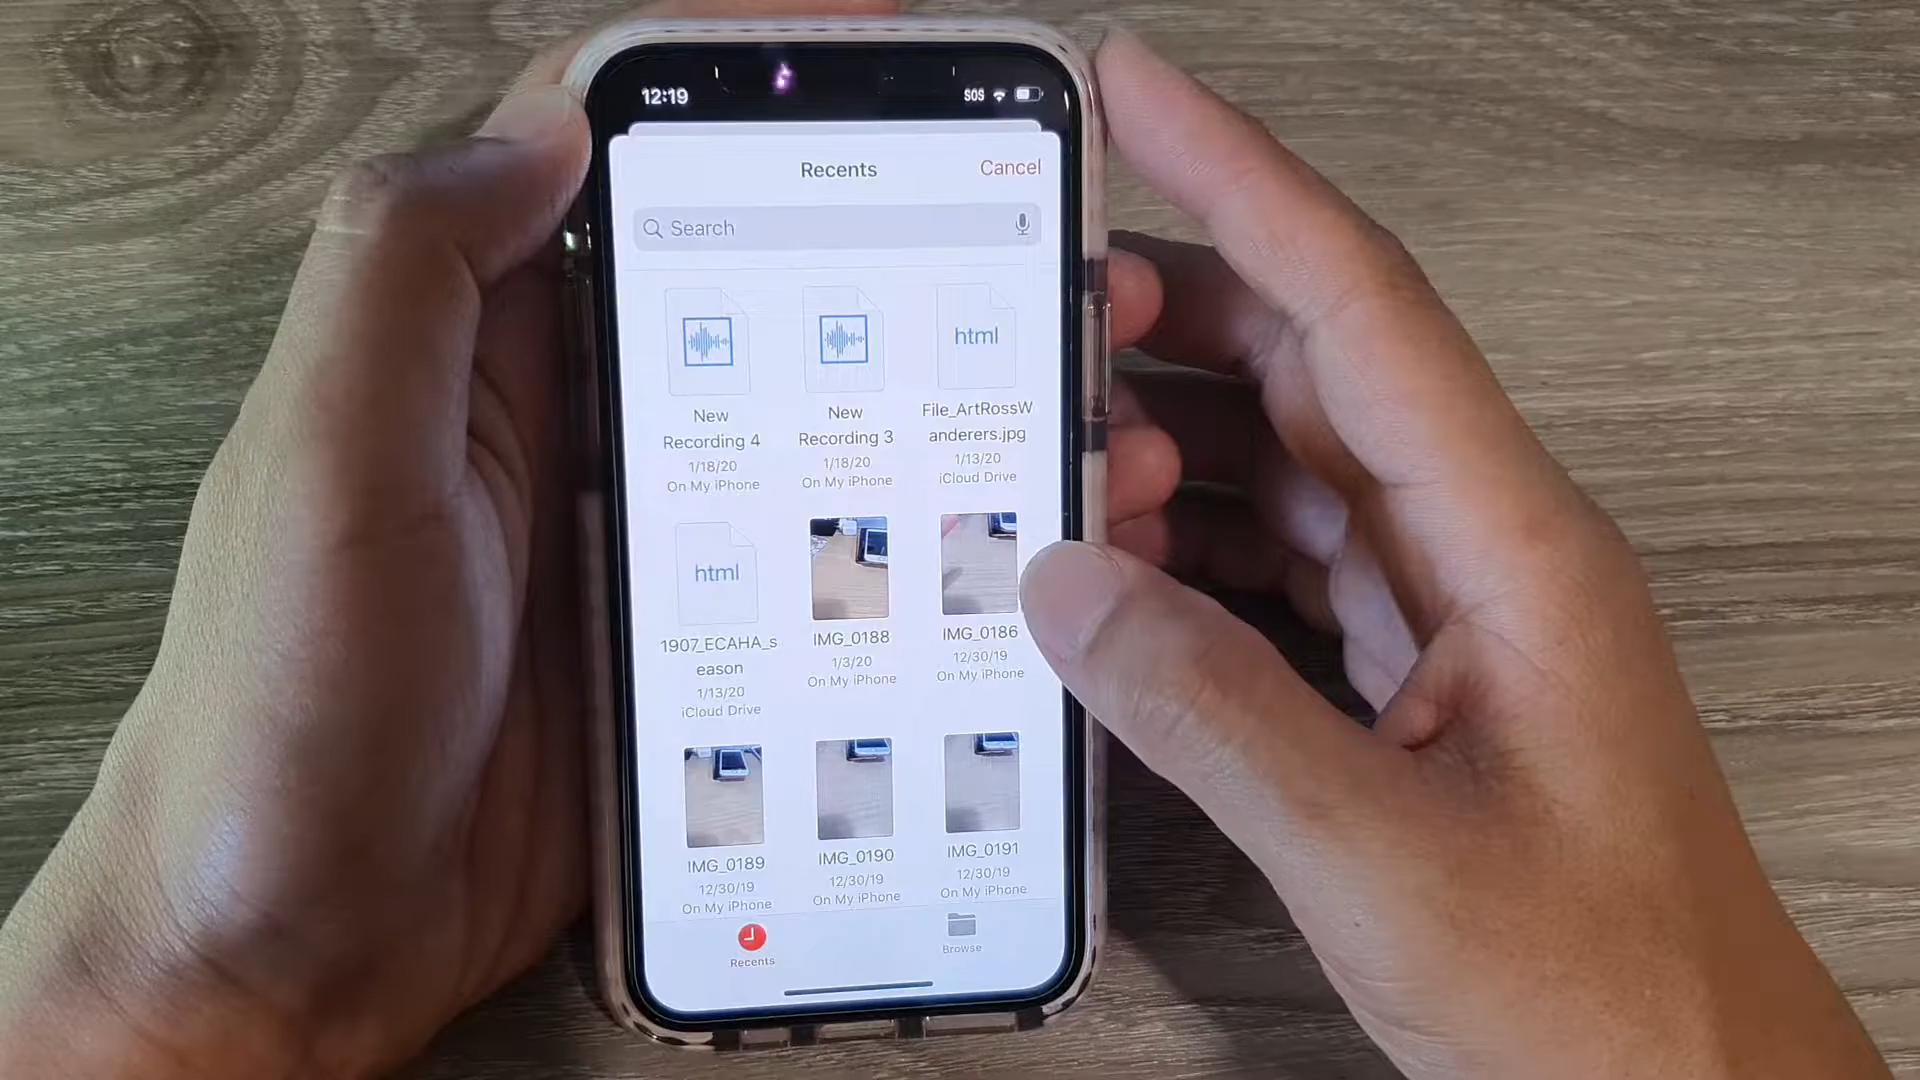 12:19
SOS
Recents
Cancel
Search
html
New
Recording 4
1/18/20
On My iPhone
New
Recording 3
1/18/20
On My iPhone
File_ArtRossW
anderers.jpg
1/13/20
iCloud Drive
html
1907_ECAHA_s
eason
1/13/20
iCloud Drive
IMG_0188
1/3/20
On My iPhone
IMG_0186
12/30/19
On My iPhone
IMG_0189
12/30/19
On My iPhone
IMG_0190
12/30/19
On My iPhone
IMG_0191
12/30/19
On My iPhone
Recents
Browse